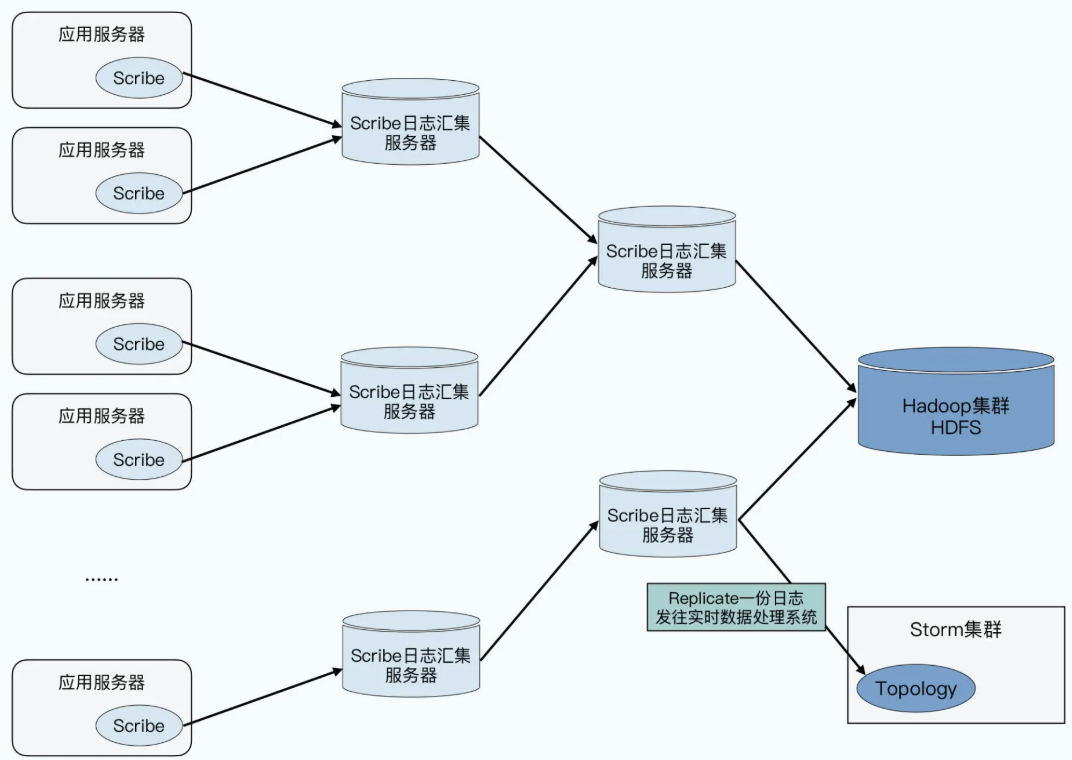 应用服务器
Scribe
应用服务器
Scribe
Scribe日志汇集
服务器
应用服务器
Scribe
应用服务器
Scribe
Scribe日志汇集
服务器
Scribe日志汇集
服务器
Hadoop集群
HDFS
......
应用服务器
Scribe
Scribe日志汇集
服务器
Scribe日志汇集
服务器
Replicate一份日志
发往实时数据处理系统
Storm集群
Topology